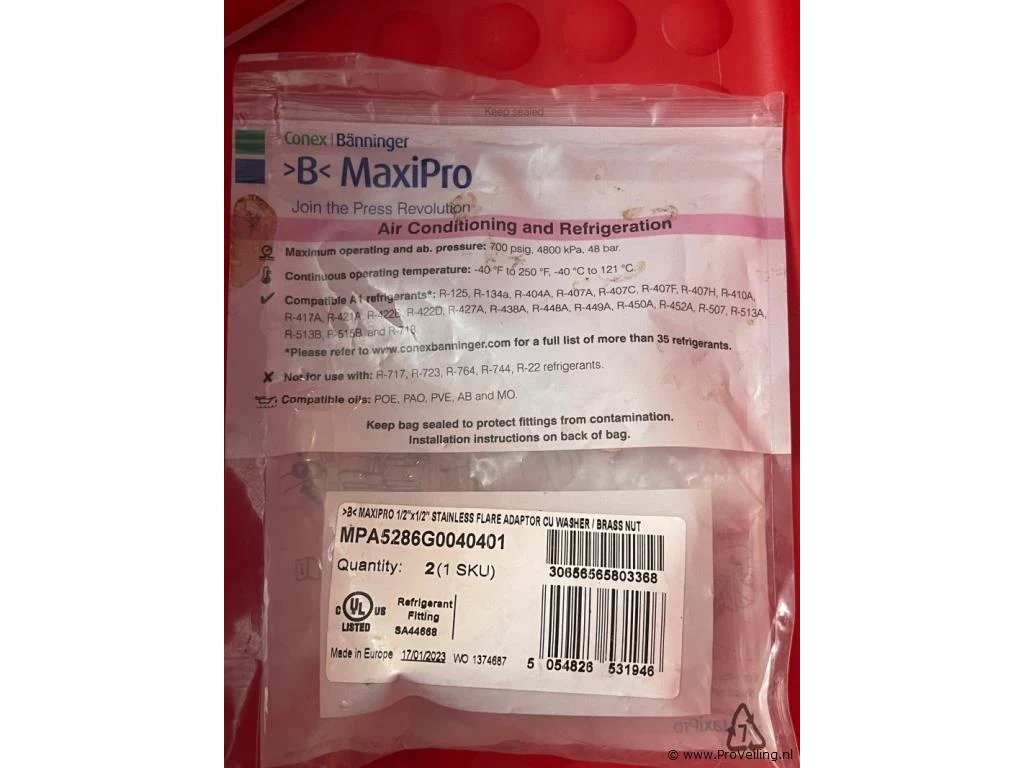 Keep sealed
Conex | Bänninger
>B< MaxiPro
Join the Press Revolution
Air Conditioning and Refrigeration
Maximum operating and ab. pressure: 700 psig, 4800 kPa, 48 bar.
Continuous operating temperature: -40 °F to 250 °F, -40 °C to 121 °C.
Compatible A1 refrigerants*: R-125, R-134a, R-404A, R-407A, R-407C, R-407F, R-407H, R-410A,
R-417A, R-421A, R-422B, R-422D, R-427A, R-438A, R-448A, R-449A, R-450A, R-452A, R-507, R-513A,
R-513B, R-515B and R-718.
*Please refer to www.conexbanninger.com for a full list of more than 35 refrigerants.
Not for use with: R-717, R-723, R-764, R-744, R-22 refrigerants.
Compatible oils: POE, PAO, PVE, AB and MO.
Keep bag sealed to protect fittings from contamination.
Installation instructions on back of bag.
>B< MAXIPRO 1/2"x1/2" STAINLESS FLARE ADAPTOR CU WASHER / BRASS NUT
MPA5286G0040401
Quantity: 2 (1 SKU)
30656565803368
C UL US
LISTED
Refrigerant
Fitting
SA44668
Made in Europe 17/01/2023 WO 1374687
5 054826 531946
MaxiPro
7
© www.ProVeiling.nl